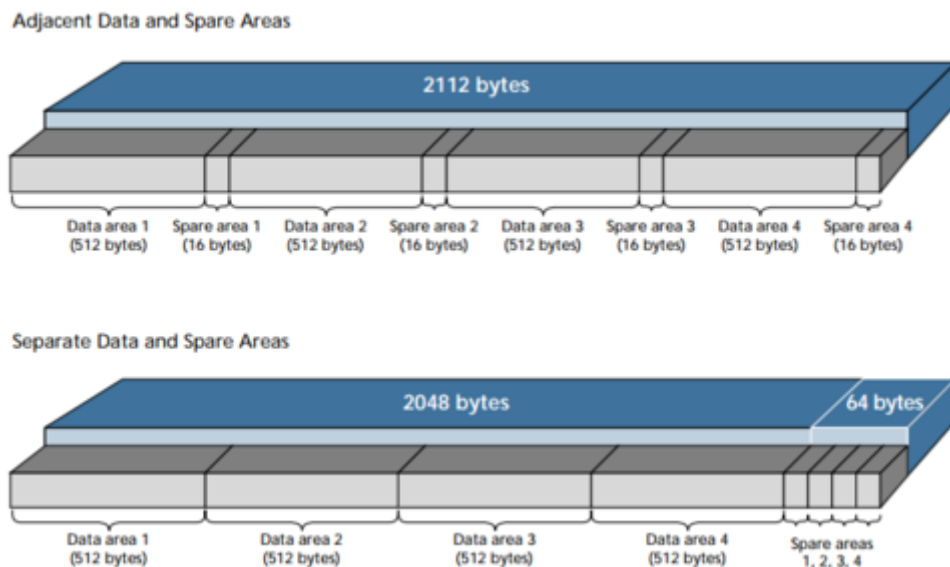 Adjacent Data and Spare Areas
2112 bytes
Data area 1 Spare area 1 Data area 2 Spare area 2 Data area 3 Spare area 3 Data area 4 Spare area 4
(512 bytes) (16 bytes) (512 bytes) (16 bytes) (512 bytes) (16 bytes) (512 bytes) (16 bytes)
Separate Data and Spare Areas
2048 bytes 64 bytes
Data area 1 Data area 2 Data area 3 Data area 4 Spare areas
(512 bytes) (512 bytes) (512 bytes) (512 bytes) 1, 2, 3, 4